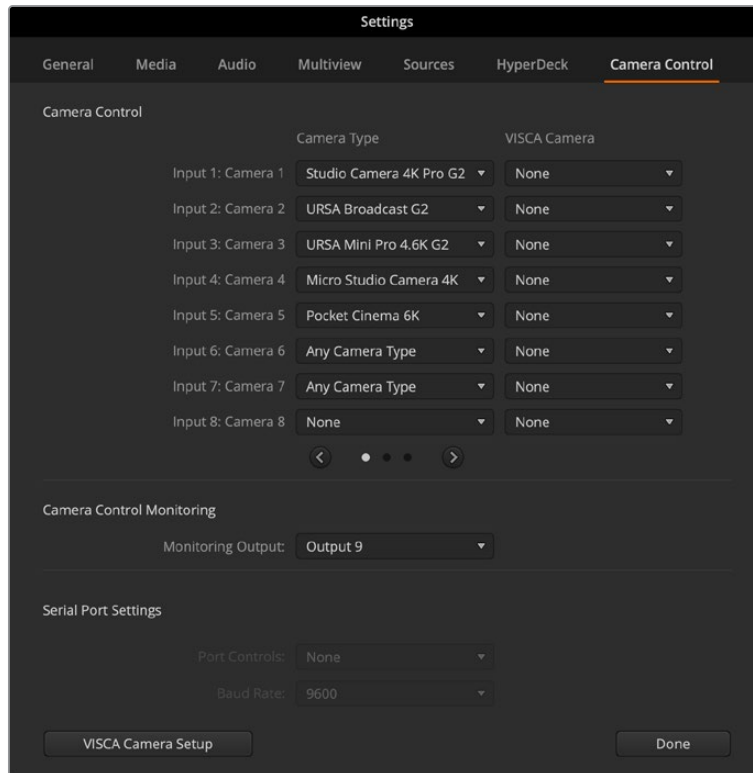 Settings
General Media Audio Multiview Sources HyperDeck Camera Control
Camera Control
Camera Type VISCA Camera
Input 1: Camera 1 Studio Camera 4K Pro G2 None
Input 2: Camera 2 URSA Broadcast G2 None
Input 3: Camera 3 URSA Mini Pro 4.6K G2 None
Input 4: Camera 4 Micro Studio Camera 4K None
Input 5: Camera 5 Pocket Cinema 6K None
Input 6: Camera 6 Any Camera Type None
Input 7: Camera 7 Any Camera Type None
Input 8: Camera 8 None None
Camera Control Monitoring
Monitoring Output: Output 9
Serial Port Settings
Port Controls: None
Baud Rate: 9600
VISCA Camera Setup Done